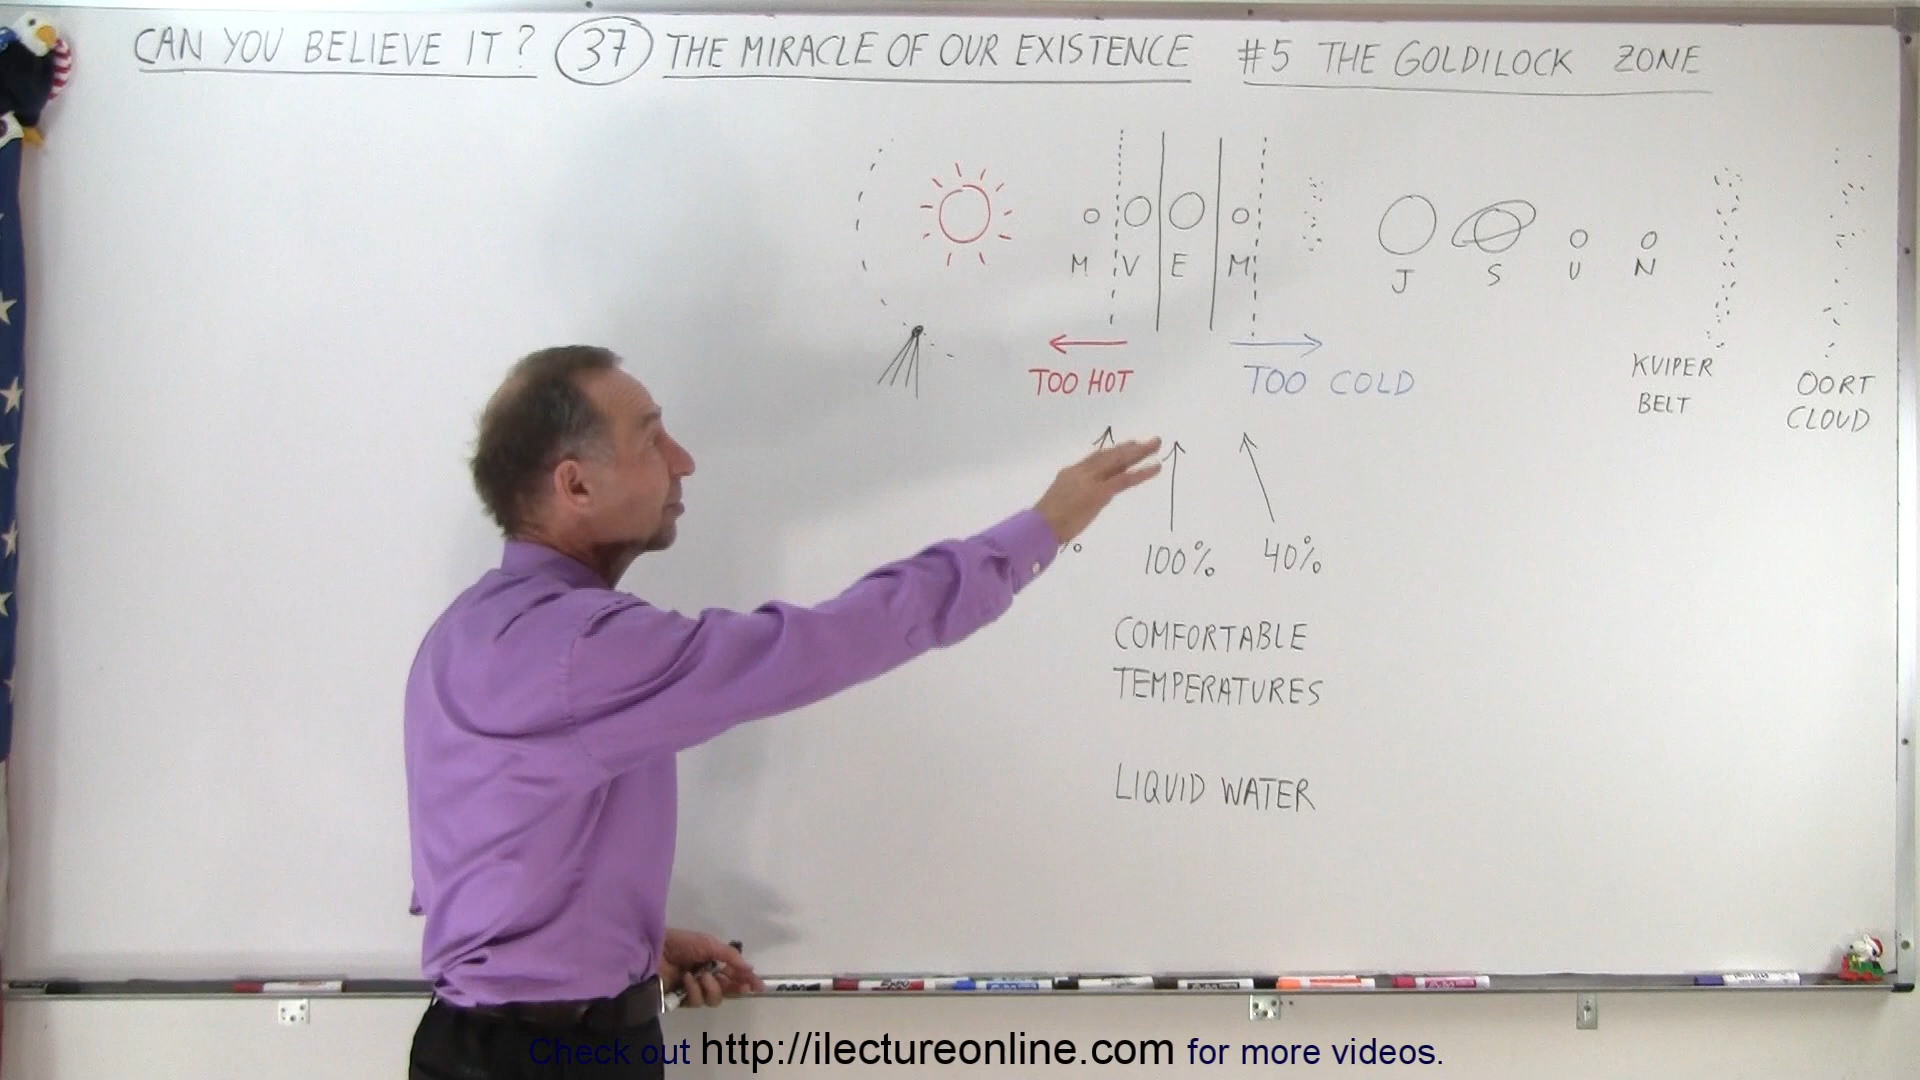 CAN YOU BELIEVE IT? 37 THE MIRACLE OF OUR EXISTENCE #5 THE GOLDILOCK ZONE
M V E M J S U N
TOO HOT TOO COLD
KUIPER BELT
OORT CLOUD
% 100% 40%
COMFORTABLE
TEMPERATURES
LIQUID WATER
Check out http://ilectureonline.com for more videos.